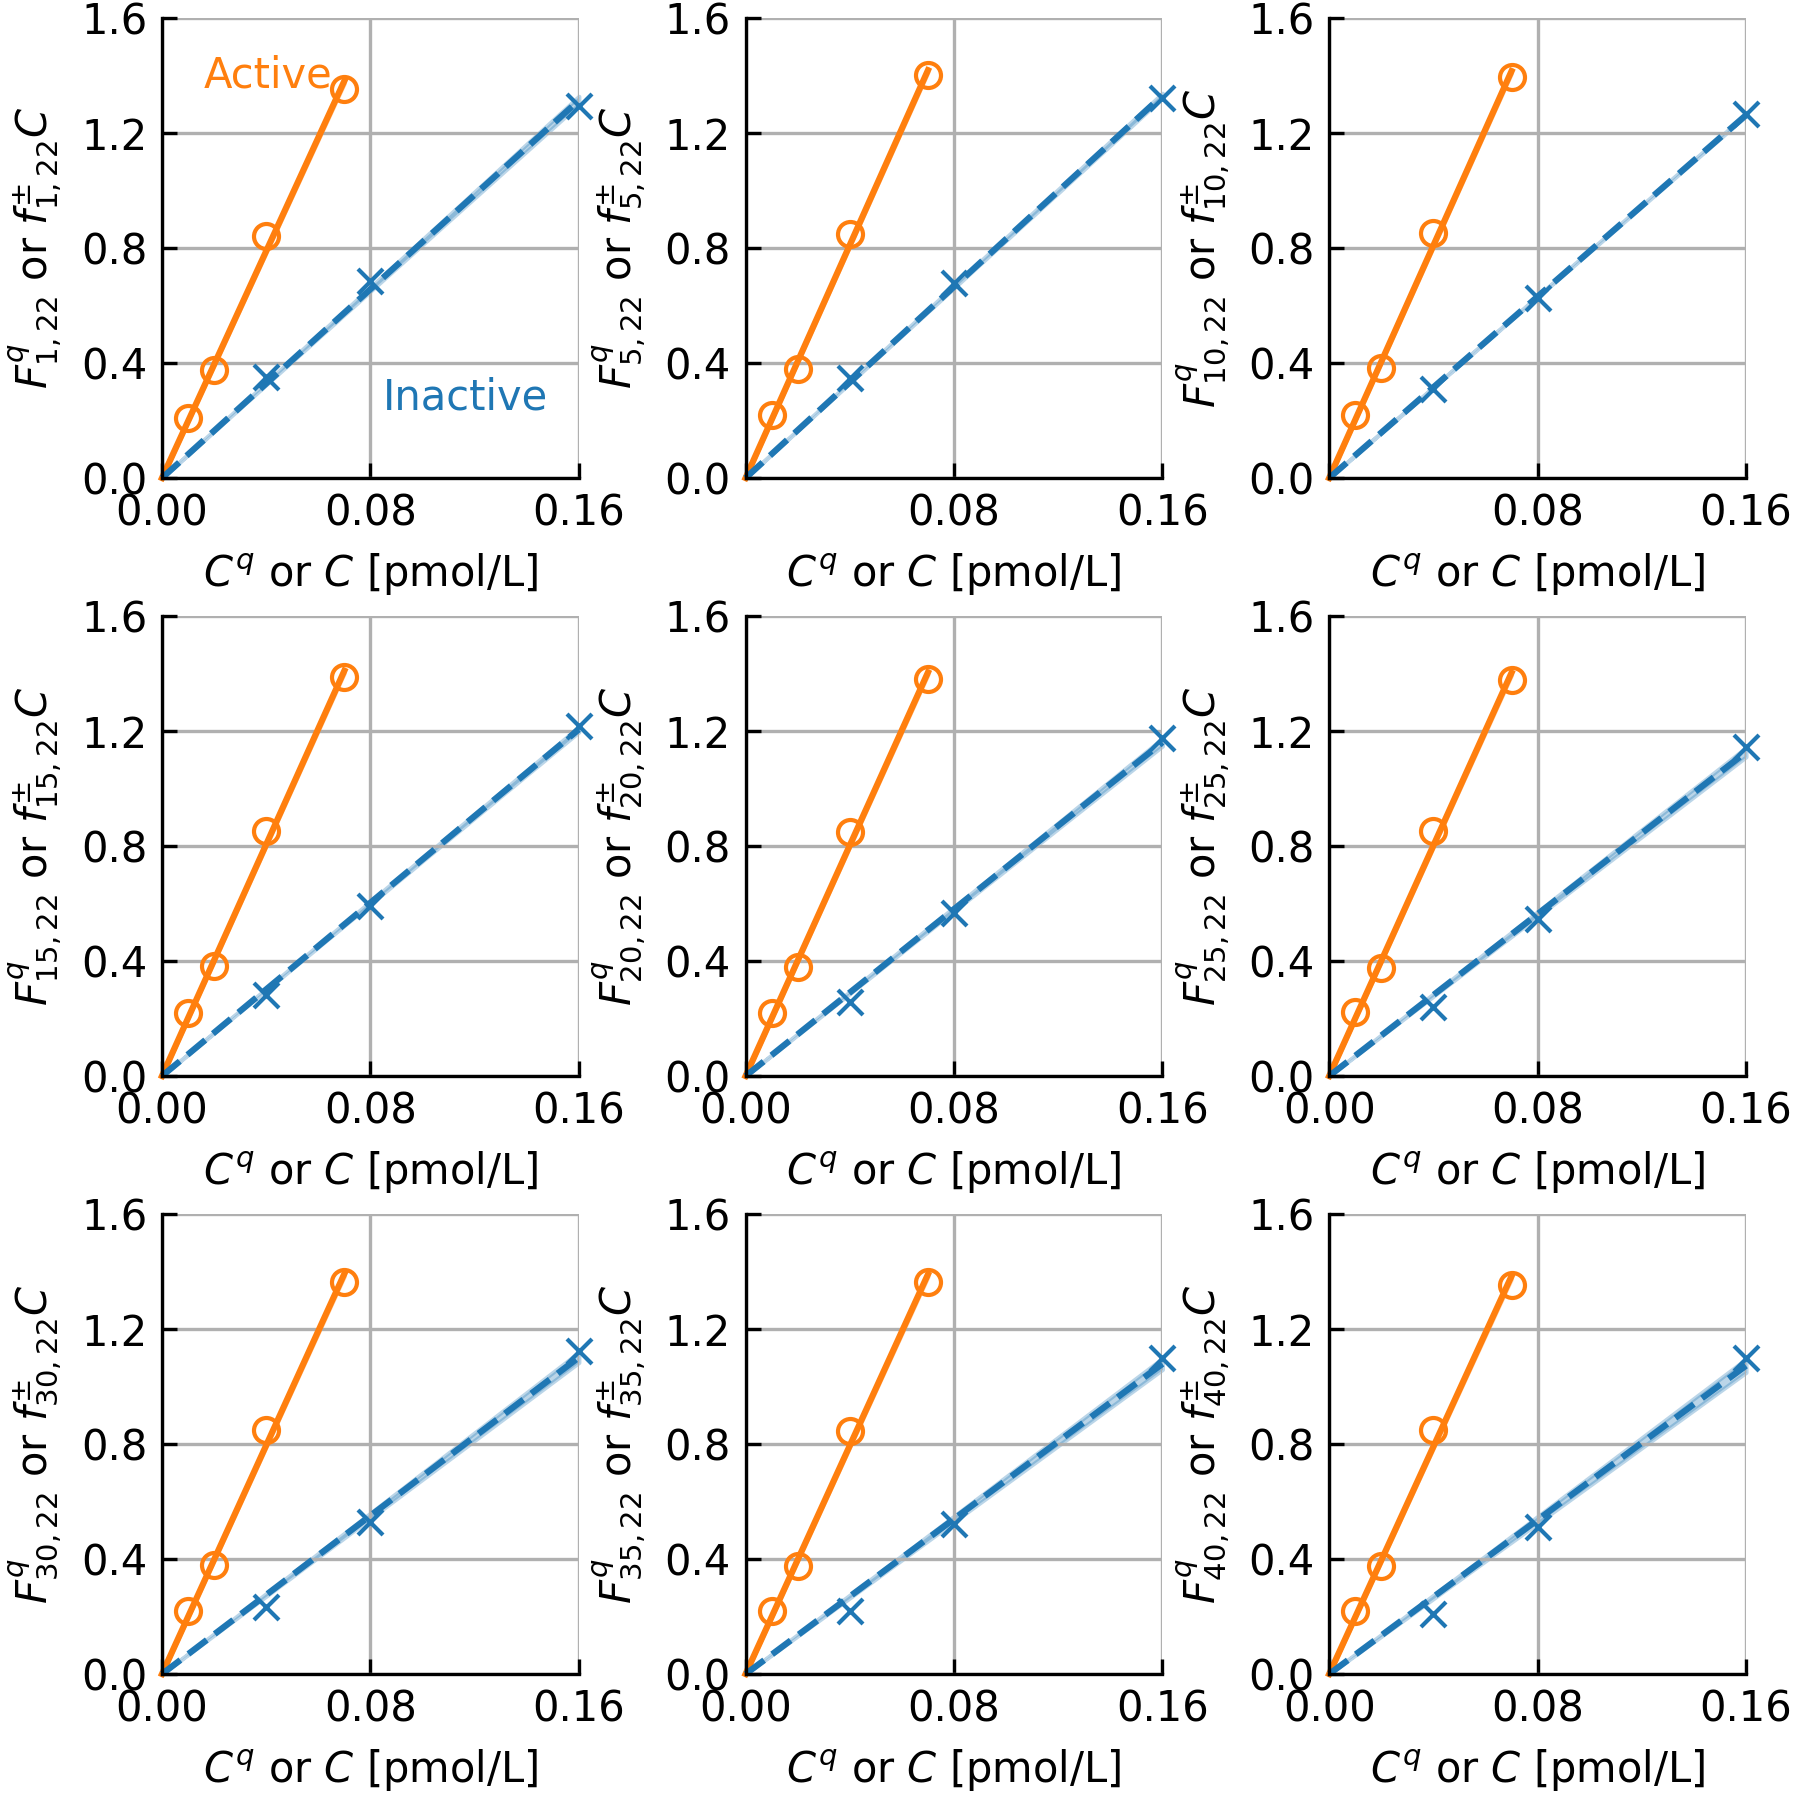 1.6 1.6 1.6
Active
1.2 1.2 1.2
0.8 0.8 0.8
0.4 0.4 0.4
Inactive
0.0 0.0 0.0
0.00 0.08 0.16 0.08 0.16 0.08 0.16
F^q_{1,22} or f^±_{1,22}C
F^q_{5,22} or f^±_{5,22}C
F^q_{10,22} or f^±_{10,22}C
C^q or C [pmol/L] C^q or C [pmol/L] C^q or C [pmol/L]
1.6 1.6 1.6
1.2 1.2 1.2
0.8 0.8 0.8
0.4 0.4 0.4
0.0 0.0 0.0
0.00 0.08 0.16 0.00 0.08 0.16 0.00 0.08 0.16
F^q_{15,22} or f^±_{15,22}C
F^q_{20,22} or f^±_{20,22}C
F^q_{25,22} or f^±_{25,22}C
C^q or C [pmol/L] C^q or C [pmol/L] C^q or C [pmol/L]
1.6 1.6 1.6
1.2 1.2 1.2
0.8 0.8 0.8
0.4 0.4 0.4
0.0 0.0 0.0
0.00 0.08 0.16 0.00 0.08 0.16 0.00 0.08 0.16
F^q_{30,22} or f^±_{30,22}C
F^q_{35,22} or f^±_{35,22}C
F^q_{40,22} or f^±_{40,22}C
C^q or C [pmol/L] C^q or C [pmol/L] C^q or C [pmol/L]